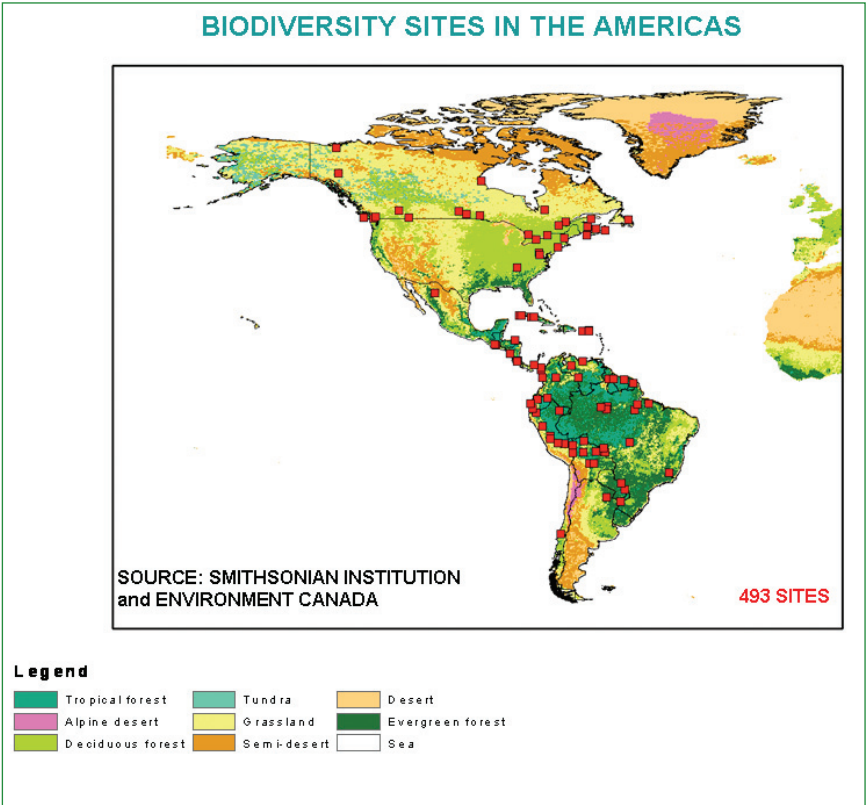 BIODIVERSITY SITES IN THE AMERICAS
SOURCE: SMITHSONIAN INSTITUTION
and ENVIRONMENT CANADA
493 SITES
Legend
Tropical forest
Tundra
Desert
Alpine desert
Grassland
Evergreen forest
Deciduous forest
Semi-desert
Sea